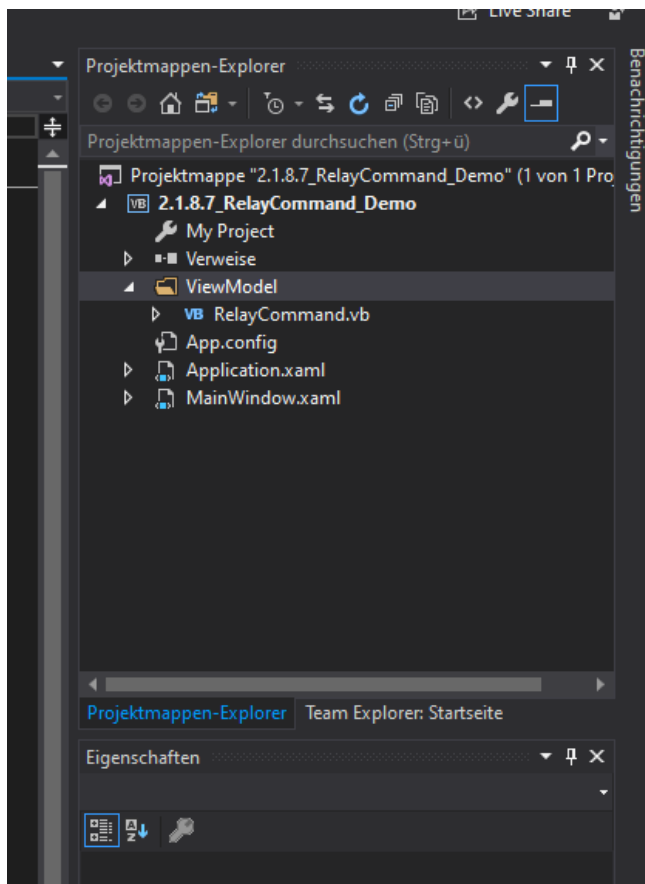 Live Share
Projektmappen-Explorer
Projektmappen-Explorer durchsuchen (Strg+ü)
Projektmappe "2.1.8.7_RelayCommand_Demo" (1 von 1 Pro
VB 2.1.8.7_RelayCommand_Demo
My Project
Verweise
ViewModel
VB RelayCommand.vb
App.config
Application.xaml
MainWindow.xaml
Projektmappen-Explorer Team Explorer: Startseite
Eigenschaften
A
Z
Benachrichtigungen